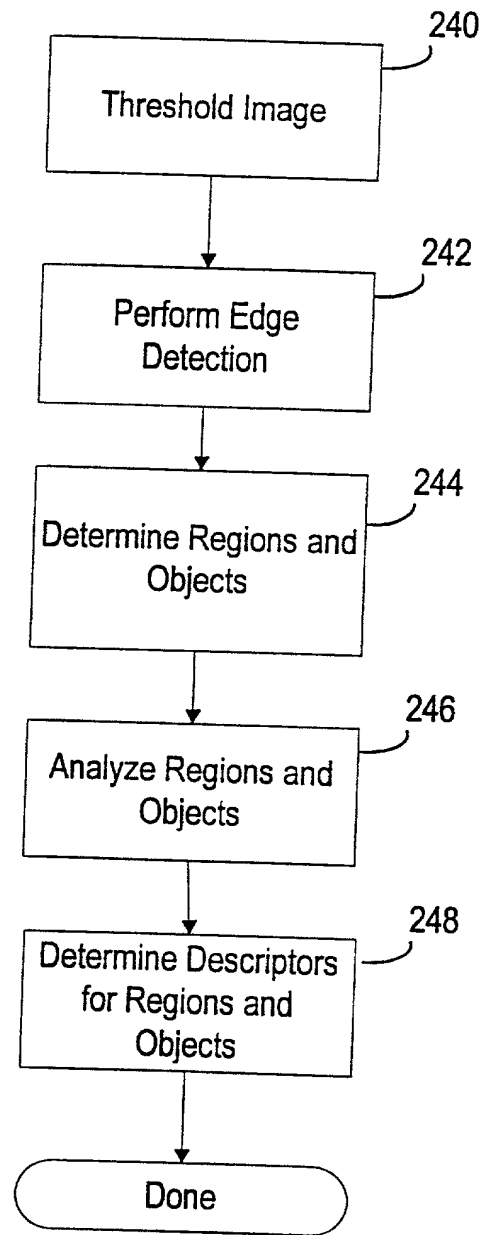 240
Threshold Image
242
Perform Edge
Detection
244
Determine Regions and
Objects
246
Analyze Regions and
Objects
248
Determine Descriptors
for Regions and
Objects
Done